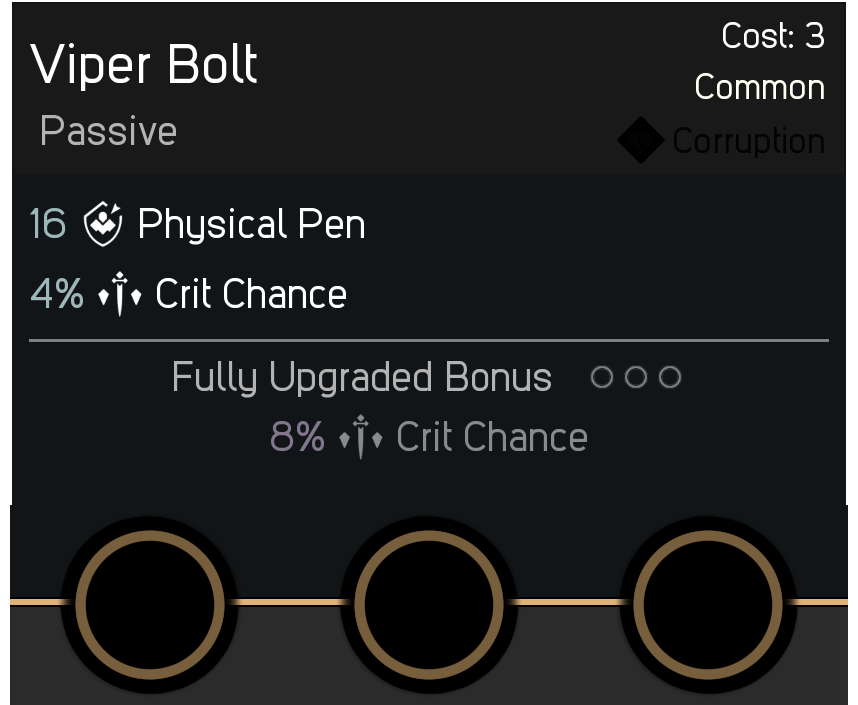 Viper Bolt
Cost: 3
Common
Passive
Corruption
16 Physical Pen
4% Crit Chance
Fully Upgraded Bonus
8% Crit Chance